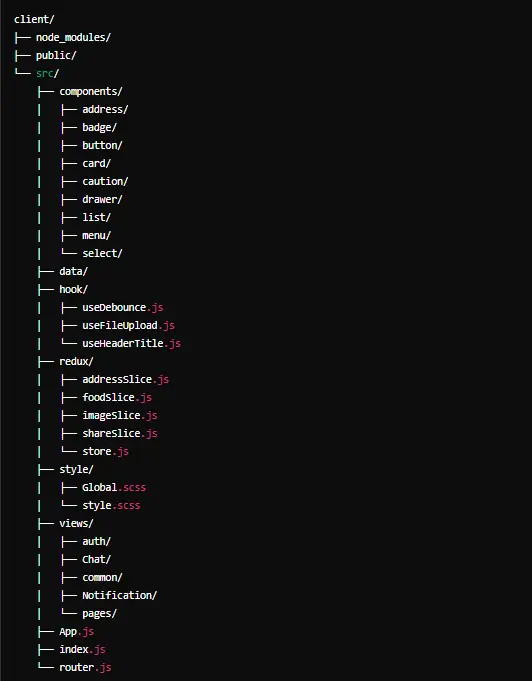 client/
├── node_modules/
├── public/
└── src/
    ├── components/
    │   ├── address/
    │   ├── badge/
    │   ├── button/
    │   ├── card/
    │   ├── caution/
    │   ├── drawer/
    │   ├── list/
    │   ├── menu/
    │   └── select/
    ├── data/
    ├── hook/
    │   ├── useDebounce.js
    │   ├── useFileUpload.js
    │   └── useHeaderTitle.js
    ├── redux/
    │   ├── addressSlice.js
    │   ├── foodSlice.js
    │   ├── imageSlice.js
    │   ├── shareSlice.js
    │   └── store.js
    ├── style/
    │   ├── Global.scss
    │   └── style.scss
    ├── views/
    │   ├── auth/
    │   ├── Chat/
    │   ├── common/
    │   ├── Notification/
    │   └── pages/
    ├── App.js
    ├── index.js
    └── router.js